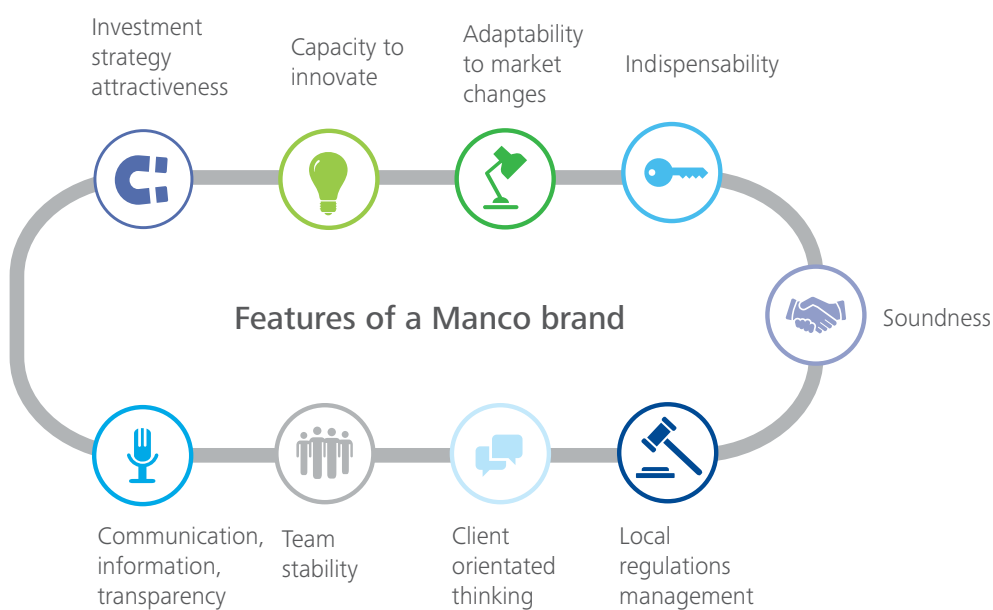 Investment
strategy
attractiveness
Capacity to
innovate
Adaptability
to market
changes
Indispensability
Features of a Manco brand
Soundness
Communication,
information,
transparency
Team
stability
Client
orientated
thinking
Local
regulations
management